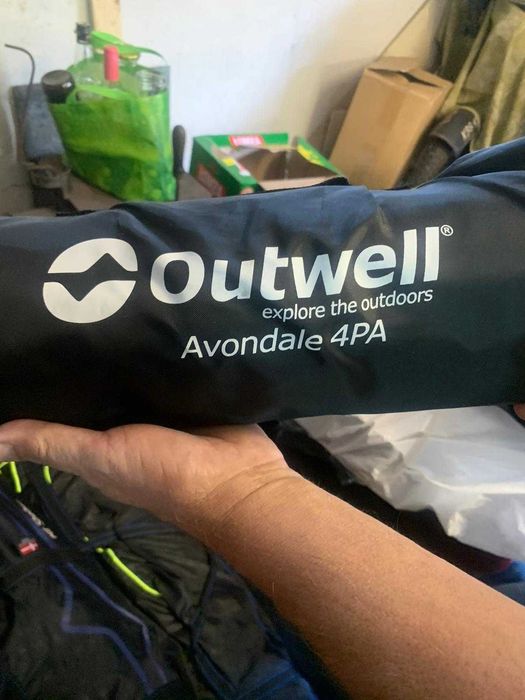 Outwell®
explore the outdoors
Avondale 4PA